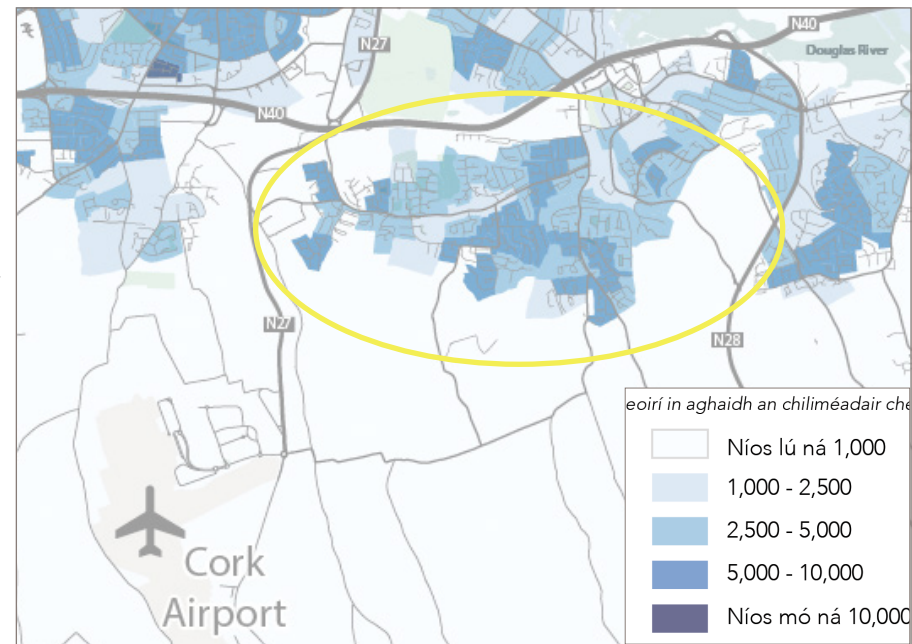 N40
N27
Douglas River
N40
N27
N28
Cork
Airport
eoirí in aghaidh an chiliméadair che
Níos lú ná 1,000
1,000 - 2,500
2,500 - 5,000
5,000 - 10,000
Níos mó ná 10,000